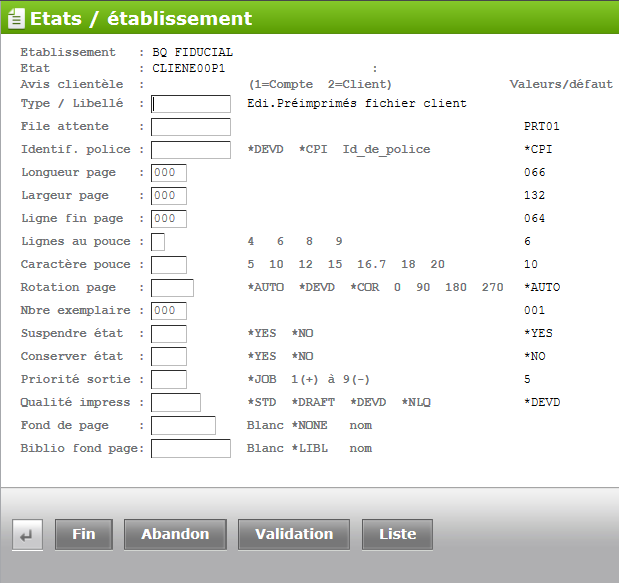 Etats / établissement
Etablissement : BQ FIDUCIAL
Etat : CLIENE00P1 :
Avis clientèle : (1=Compte 2=Client) Valeurs/défaut
Type / Libellé : Edi.Préimprimés fichier client
File attente : PRT01
Identif. police : *DEVD *CPI Id_de_police *CPI
Longueur page : 000 066
Largeur page : 000 132
Ligne fin page : 000 064
Lignes au pouce : 4 6 8 9 6
Caractère pouce : 5 10 12 15 16.7 18 20 10
Rotation page : *AUTO *DEVD *COR 0 90 180 270 *AUTO
Nbre exemplaire : 000 001
Suspendre état : *YES *NO *YES
Conserver état : *YES *NO *NO
Priorité sortie : *JOB 1(+) à 9(-) 5
Qualité impress : *STD *DRAFT *DEVD *NLQ *DEVD
Fond de page : Blanc *NONE nom
Biblio fond page: Blanc *LIBL nom
Fin Abandon Validation Liste